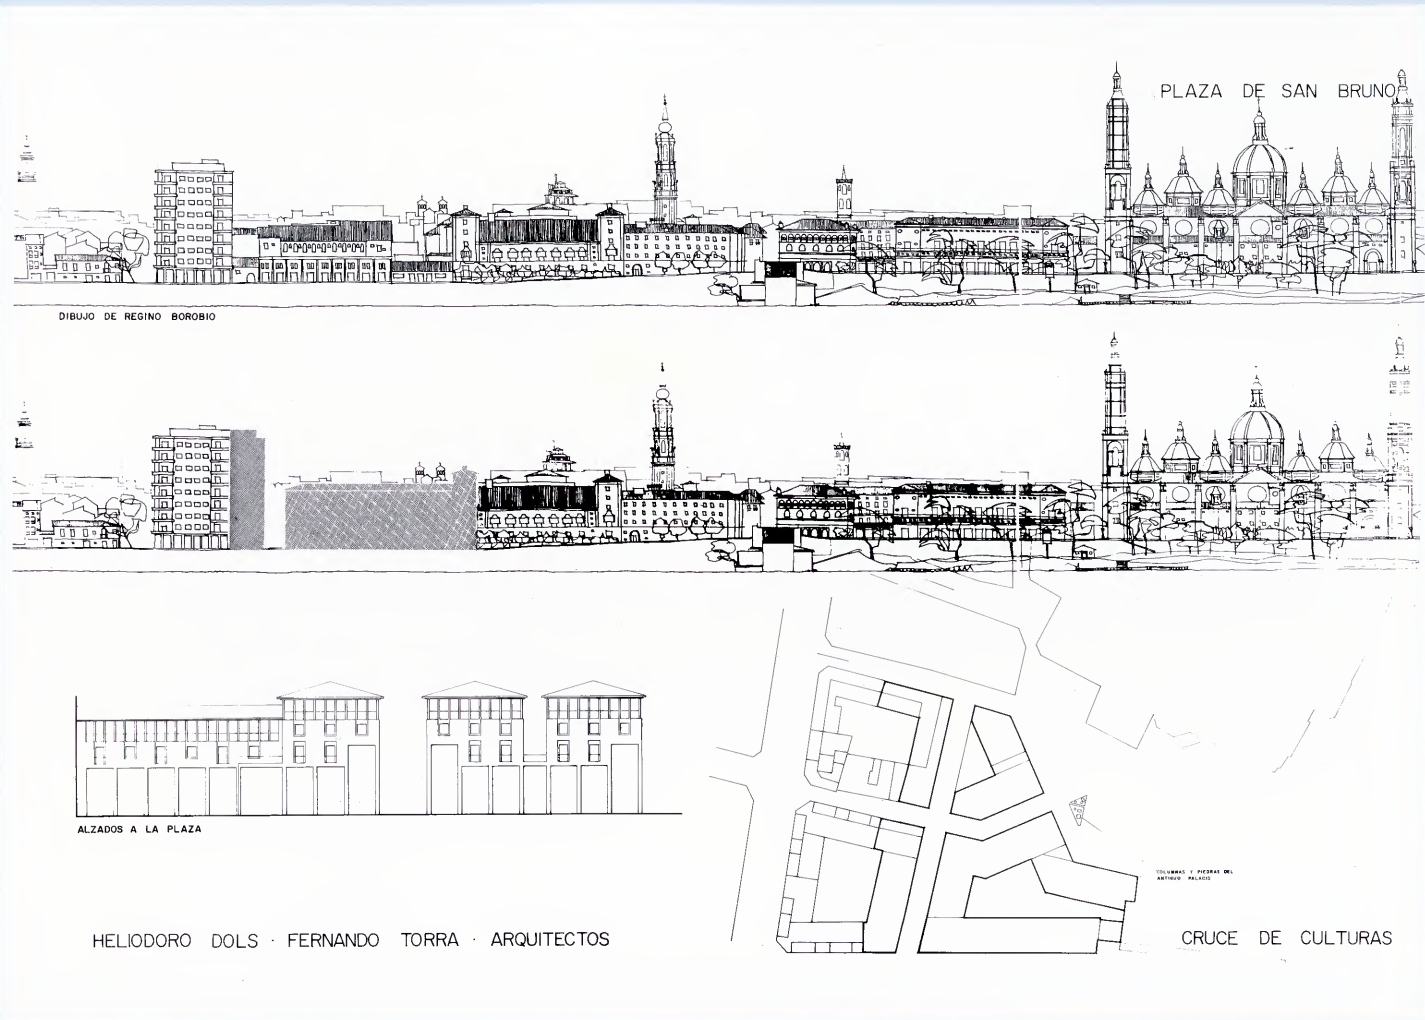 PLAZA DE SAN BRUNO
DIBUJO DE REGINO BOROBIO
ALZADOS A LA PLAZA
COLUMNAS Y PIEDRAS DEL
ANTIGUO PALACIO
HELIODORO DOLS · FERNANDO TORRA · ARQUITECTOS
CRUCE DE CULTURAS